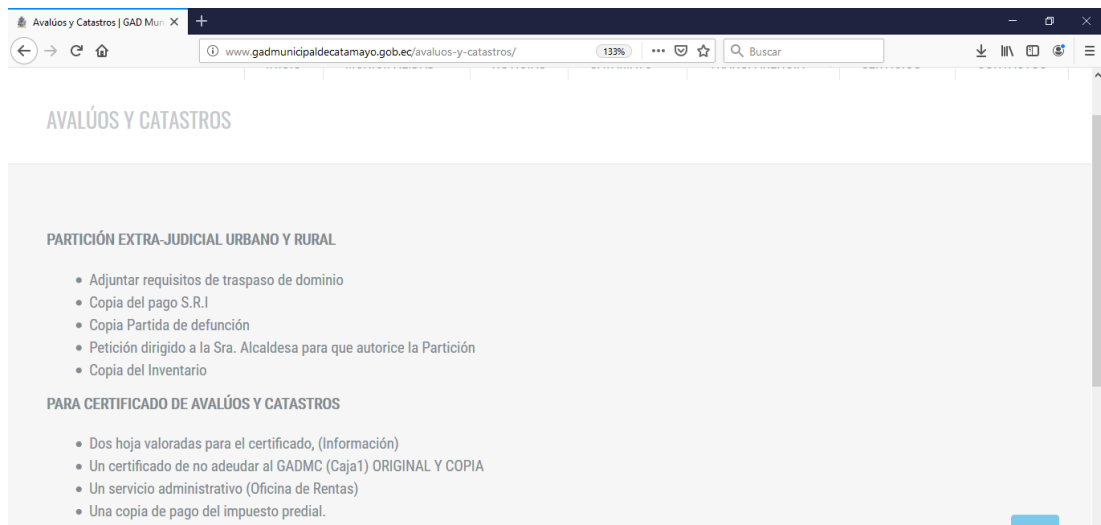 Avalúos y Catastros | GAD Mun
www.gadmunicipaldecatamayo.gob.ec/avaluos-y-catastros/
133%
Buscar
AVALÚOS Y CATASTROS
PARTICIÓN EXTRA-JUDICIAL URBANO Y RURAL
Adjuntar requisitos de traspaso de dominio
Copia del pago S.R.I
Copia Partida de defunción
Petición dirigido a la Sra. Alcaldesa para que autorice la Partición
Copia del Inventario
PARA CERTIFICADO DE AVALÚOS Y CATASTROS
Dos hoja valoradas para el certificado, (Información)
Un certificado de no adeudar al GADMC (Caja1) ORIGINAL Y COPIA
Un servicio administrativo (Oficina de Rentas)
Una copia de pago del impuesto predial.